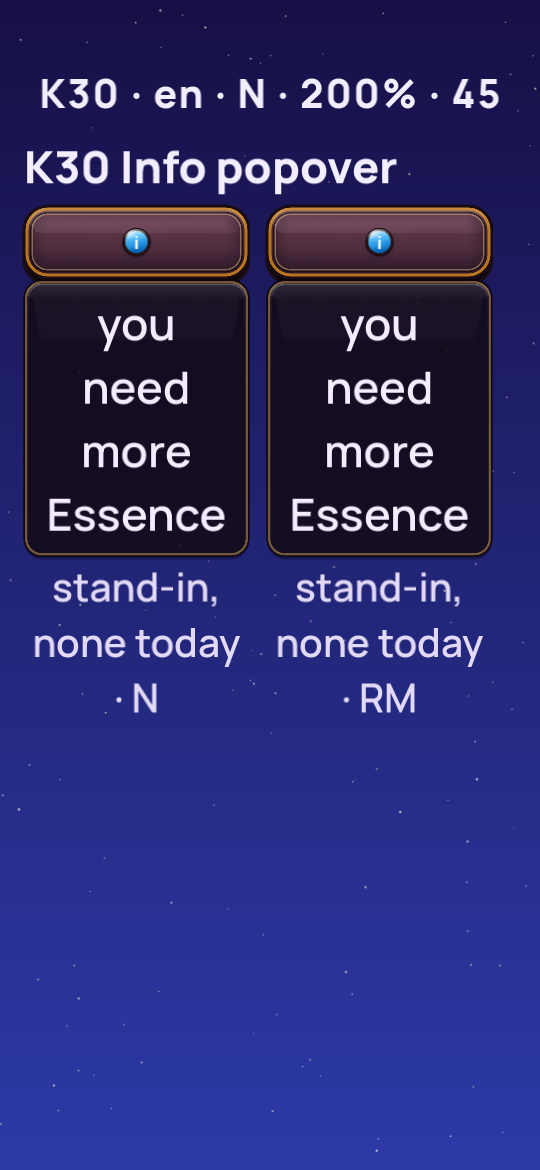 K30 · en · N · 200% · 45
K30 Info popover
i
i
you
need
more
Essence
you
need
more
Essence
stand-in,
none today
· N
stand-in,
none today
· RM